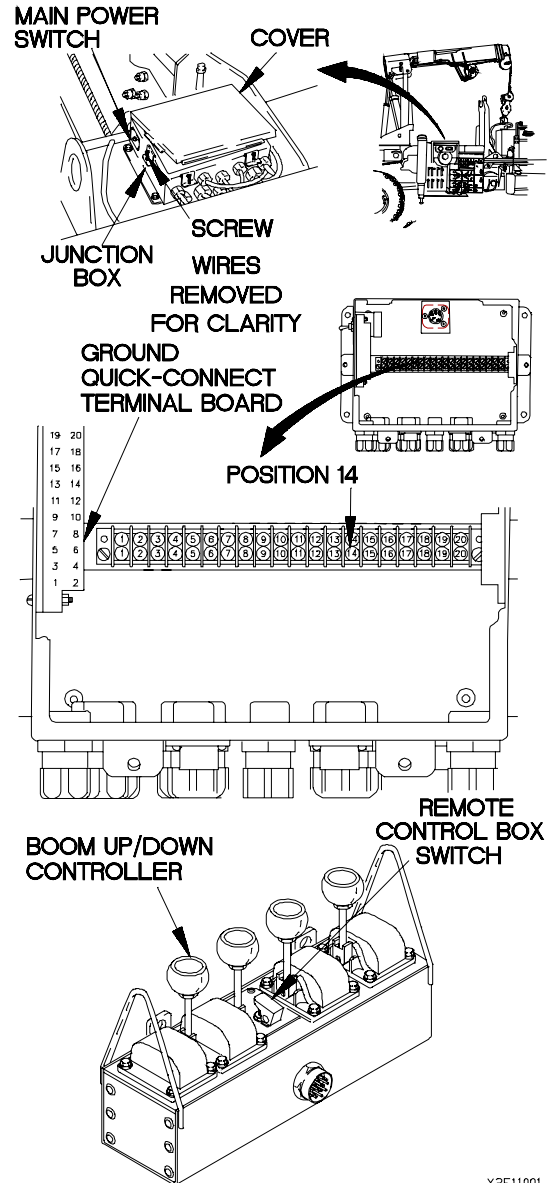 MAIN POWER
SWITCH
COVER
SCREW
JUNCTION
BOX
WIRES
REMOVED
FOR CLARITY
GROUND
QUICK-CONNECT
TERMINAL BOARD
POSITION 14
19 20
17 18
15 16
13 14
11 12
9 10
7 8
5 6
3 4
1 2
1 2 3 4 5 6 7 8 9 10 11 12 13 14 15 16 17 18 19 20
1 2 3 4 5 6 7 8 9 10 11 12 13 14 15 16 17 18 19 20
REMOTE
CONTROL BOX
SWITCH
BOOM UP/DOWN
CONTROLLER